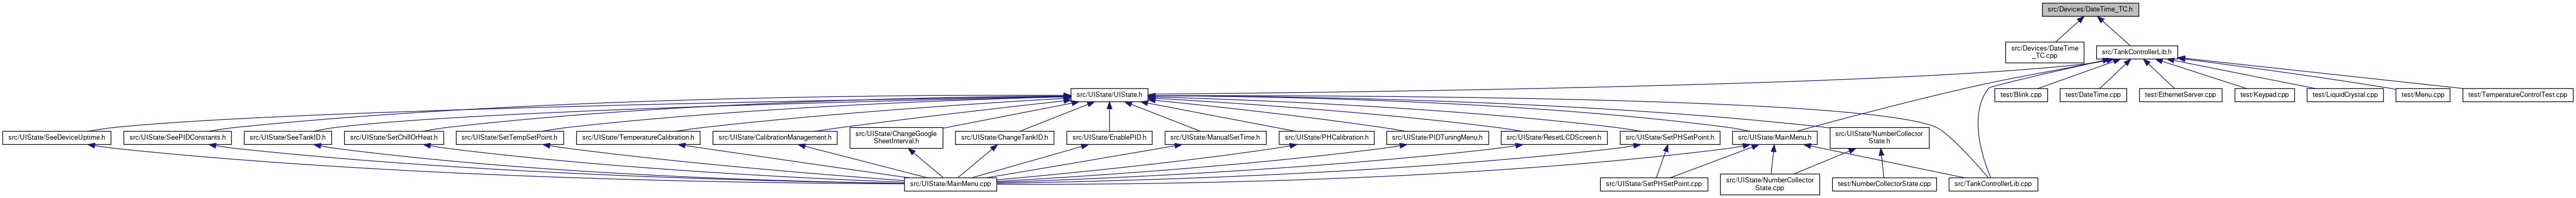 src/Devices/DateTime_TC.h
src/Devices/DateTime
_TC.cpp
src/TankControllerLib.h
src/UIState/UIState.h
test/Blink.cpp
test/DateTime.cpp
test/EthernetServer.cpp
test/Keypad.cpp
test/LiquidCrystal.cpp
test/Menu.cpp
test/TemperatureControlTest.cpp
src/UIState/SeeDeviceUptime.h
src/UIState/SeePIDConstants.h
src/UIState/SeeTankID.h
src/UIState/SetChillOrHeat.h
src/UIState/SetTempSetPoint.h
src/UIState/TemperatureCalibration.h
src/UIState/CalibrationManagement.h
src/UIState/ChangeGoogle
SheetInterval.h
src/UIState/ChangeTankID.h
src/UIState/EnablePID.h
src/UIState/ManualSetTime.h
src/UIState/PHCalibration.h
src/UIState/PIDTuningMenu.h
src/UIState/ResetLCDScreen.h
src/UIState/SetPHSetPoint.h
src/UIState/MainMenu.h
src/UIState/NumberCollector
State.h
src/UIState/MainMenu.cpp
src/UIState/SetPHSetPoint.cpp
src/UIState/NumberCollector
State.cpp
test/NumberCollectorState.cpp
src/TankControllerLib.cpp